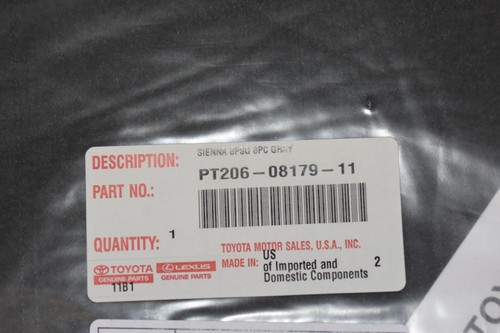 DESCRIPTION: SIENNA 8PSG 8PC GRAY
PART NO.: PT206-08179-11
QUANTITY: 1
TOYOTA MOTOR SALES, U.S.A., INC.
TOYOTA GENUINE PARTS LEXUS GENUINE PARTS
MADE IN: US
of Imported and
Domestic Components 2
11B1
TOYO